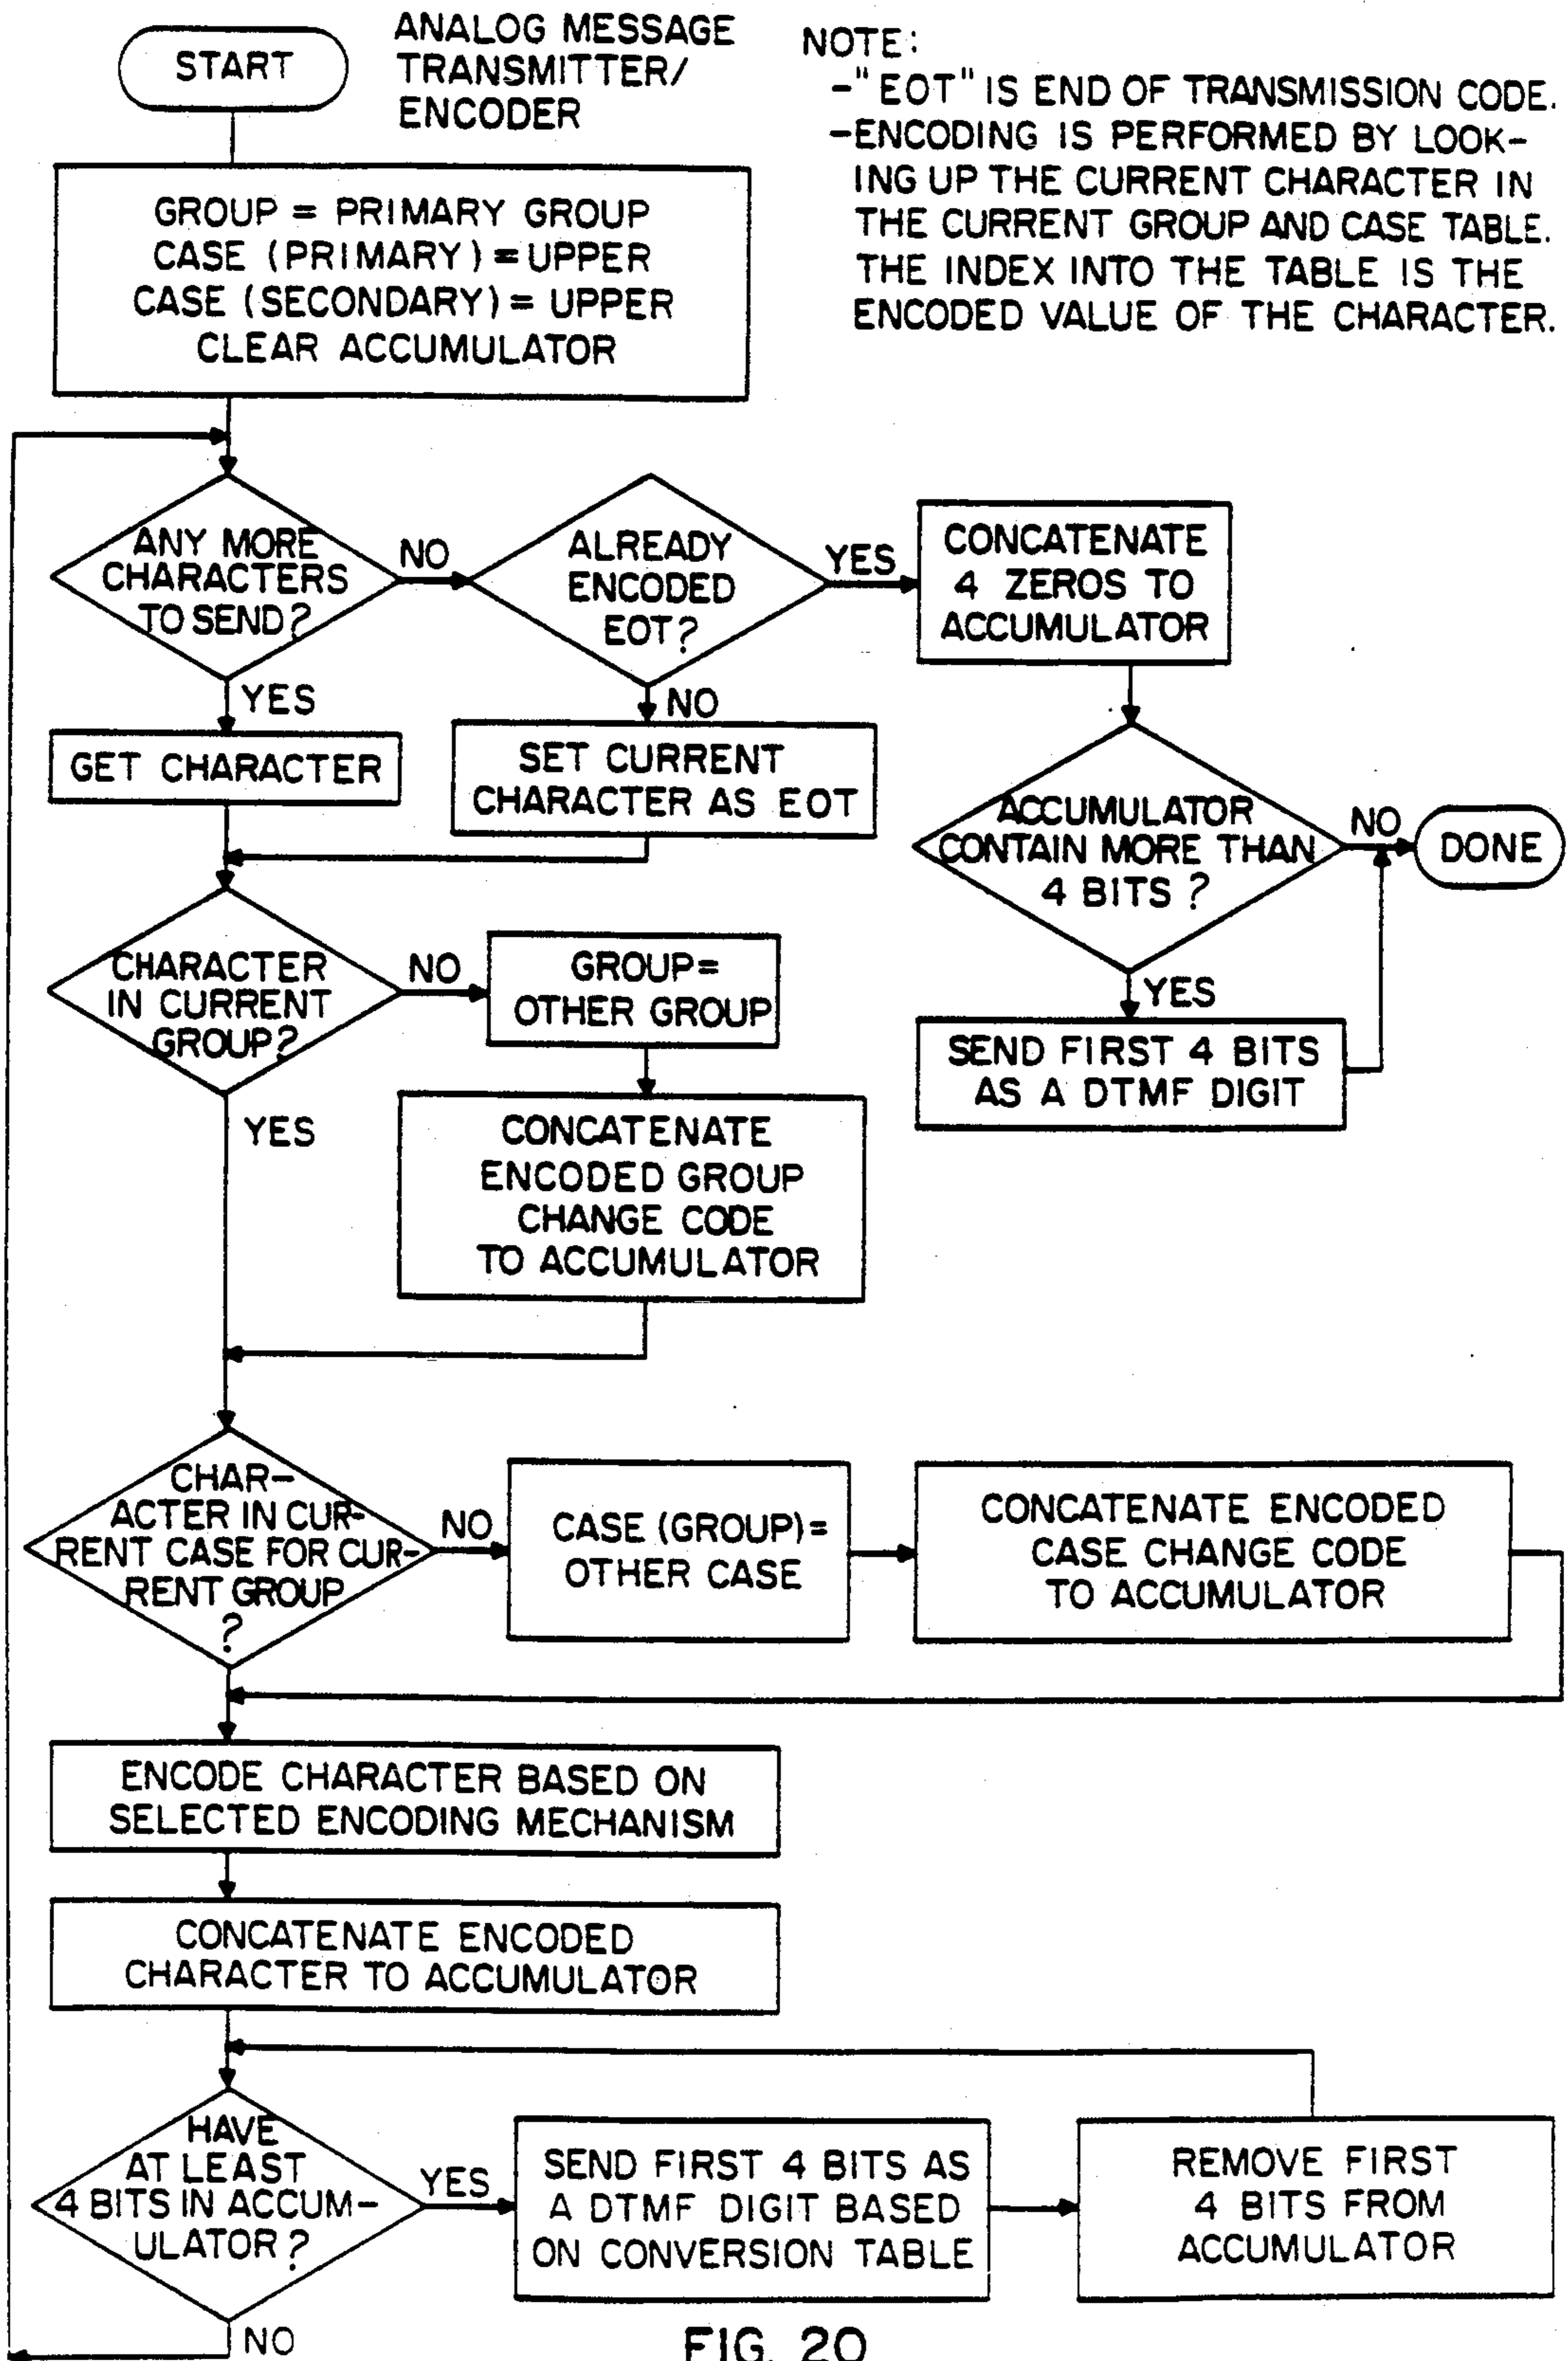 START
ANALOG MESSAGE
TRANSMITTER/
ENCODER
NOTE:
-"EOT" IS END OF TRANSMISSION CODE.
-ENCODING IS PERFORMED BY LOOK-
ING UP THE CURRENT CHARACTER IN
THE CURRENT GROUP AND CASE TABLE.
THE INDEX INTO THE TABLE IS THE
ENCODED VALUE OF THE CHARACTER.
GROUP = PRIMARY GROUP
CASE (PRIMARY) = UPPER
CASE (SECONDARY) = UPPER
CLEAR ACCUMULATOR
ANY MORE
CHARACTERS
TO SEND?
NO
ALREADY
ENCODED
EOT?
YES
CONCATENATE
4 ZEROS TO
ACCUMULATOR
YES
NO
GET CHARACTER
SET CURRENT
CHARACTER AS EOT
ACCUMULATOR
CONTAIN MORE THAN
4 BITS ?
NO
DONE
YES
SEND FIRST 4 BITS
AS A DTMF DIGIT
CHARACTER
IN CURRENT
GROUP?
NO
GROUP=
OTHER GROUP
YES
CONCATENATE
ENCODED GROUP
CHANGE CODE
TO ACCUMULATOR
CHAR-
ACTER IN CUR-
RENT CASE FOR CUR-
RENT GROUP
?
NO
CASE (GROUP)=
OTHER CASE
CONCATENATE ENCODED
CASE CHANGE CODE
TO ACCUMULATOR
ENCODE CHARACTER BASED ON
SELECTED ENCODING MECHANISM
CONCATENATE ENCODED
CHARACTER TO ACCUMULATOR
HAVE
AT LEAST
4 BITS IN ACCUM-
ULATOR?
YES
SEND FIRST 4 BITS AS
A DTMF DIGIT BASED
ON CONVERSION TABLE
REMOVE FIRST
4 BITS FROM
ACCUMULATOR
NO
FIG. 20